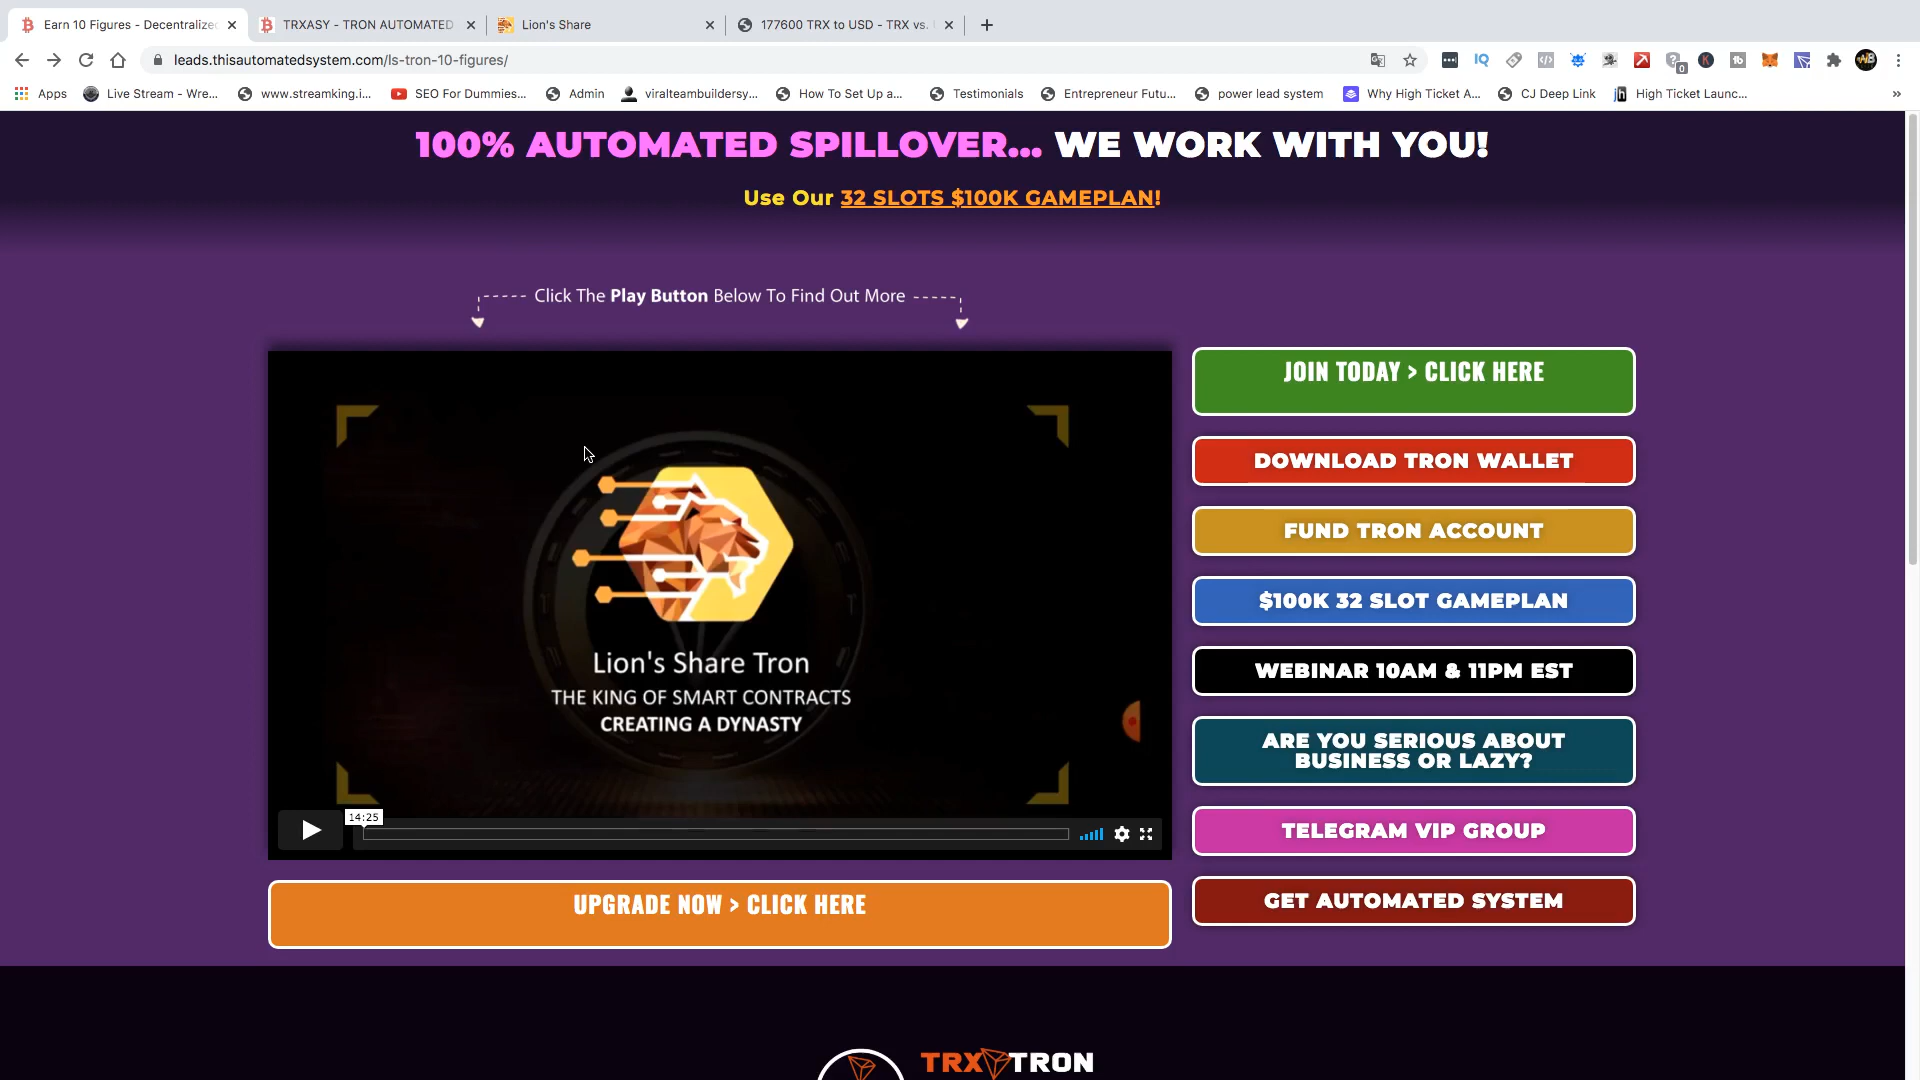 Earn 10 Figures - Decentralize
TRXASY - TRON AUTOMATED
Lion's Share
177600 TRX to USD - TRX vs.
leads.thisautomatedsystem.com/ls-tron-10-figures/
IQ
0
K
Apps
Live Stream - Wre...
www.streamking.i...
SEO For Dummies...
Admin
viralteambuildersy...
How To Set Up a...
Testimonials
Entrepreneur Futu...
power lead system
Why High Ticket A...
CJ Deep Link
High Ticket Launc...
»
100% AUTOMATED SPILLOVER... WE WORK WITH YOU!
Use Our 32 SLOTS $100K GAMEPLAN!
Click The Play Button Below To Find Out More
Lion's Share Tron
THE KING OF SMART CONTRACTS
CREATING A DYNASTY
14:25
UPGRADE NOW > CLICK HERE
JOIN TODAY > CLICK HERE
DOWNLOAD TRON WALLET
FUND TRON ACCOUNT
$100K 32 SLOT GAMEPLAN
WEBINAR 10AM & 11PM EST
ARE YOU SERIOUS ABOUT
BUSINESS OR LAZY?
TELEGRAM VIP GROUP
GET AUTOMATED SYSTEM
TRX TRON